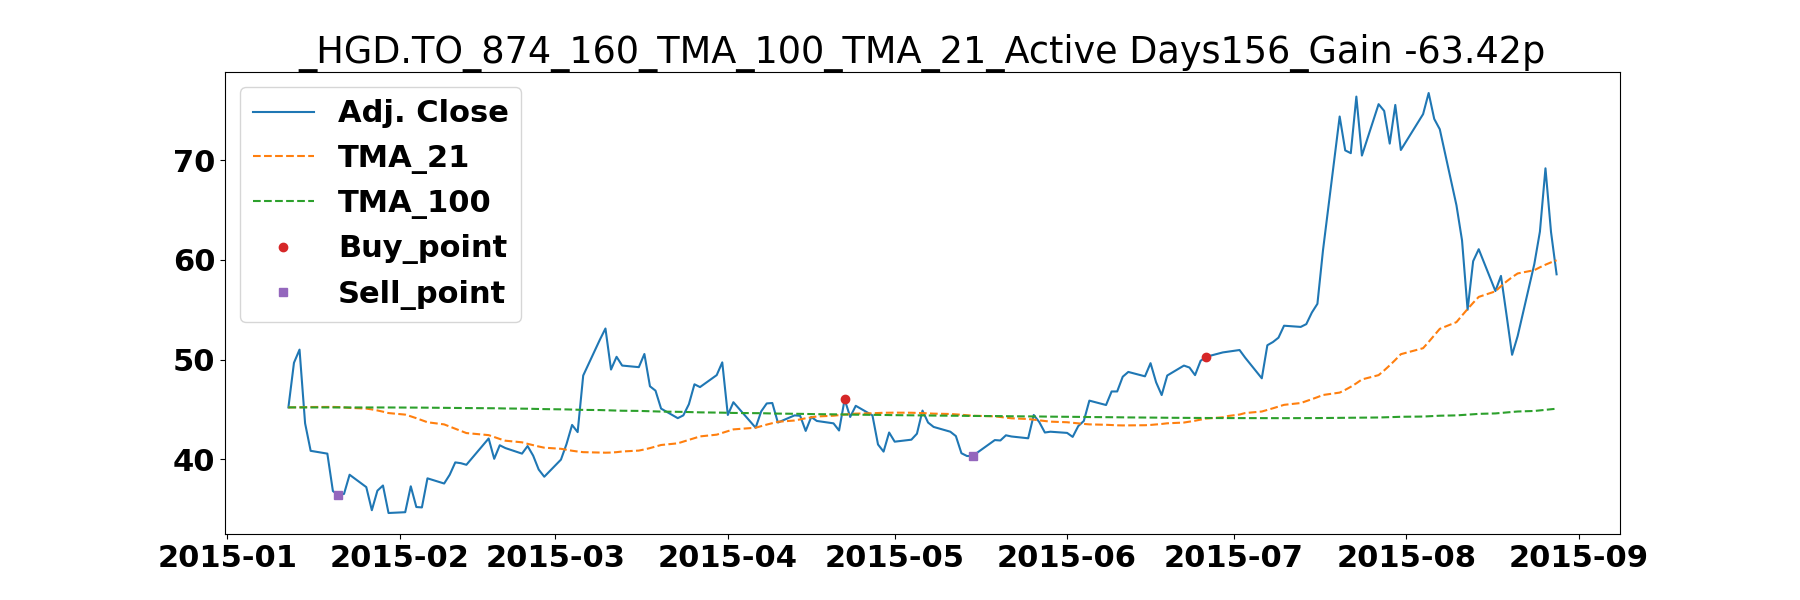 _HGD.TO_874_160_TMA_100_TMA_21_Active Days156_Gain -63.42p
Adj. Close
TMA_21
TMA_100
Buy_point
Sell_point
70
60
50
40
2015-01 2015-02 2015-03 2015-04 2015-05 2015-06 2015-07 2015-08 2015-09